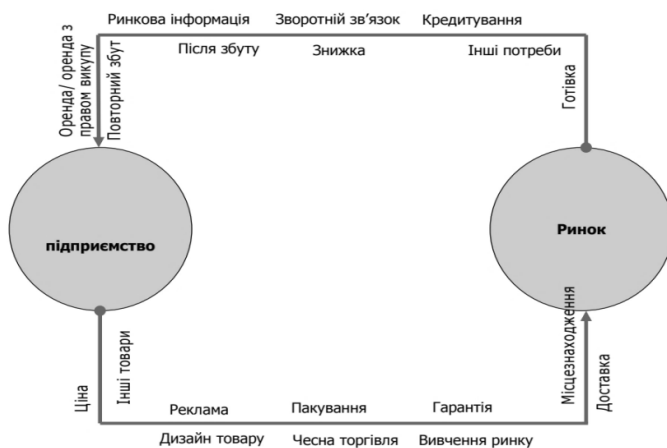 Ринкова інформація
Зворотній зв’язок
Кредитування
Після збуту
Знижка
Інші потреби
Оренда/ оренда з
правом викупу
Повторний збут
Готівка
підприємство
Ринок
Ціна
Інші товари
Місцезнаходження
Доставка
Реклама
Пакування
Гарантія
Дизайн товару
Чесна торгівля
Вивчення ринку